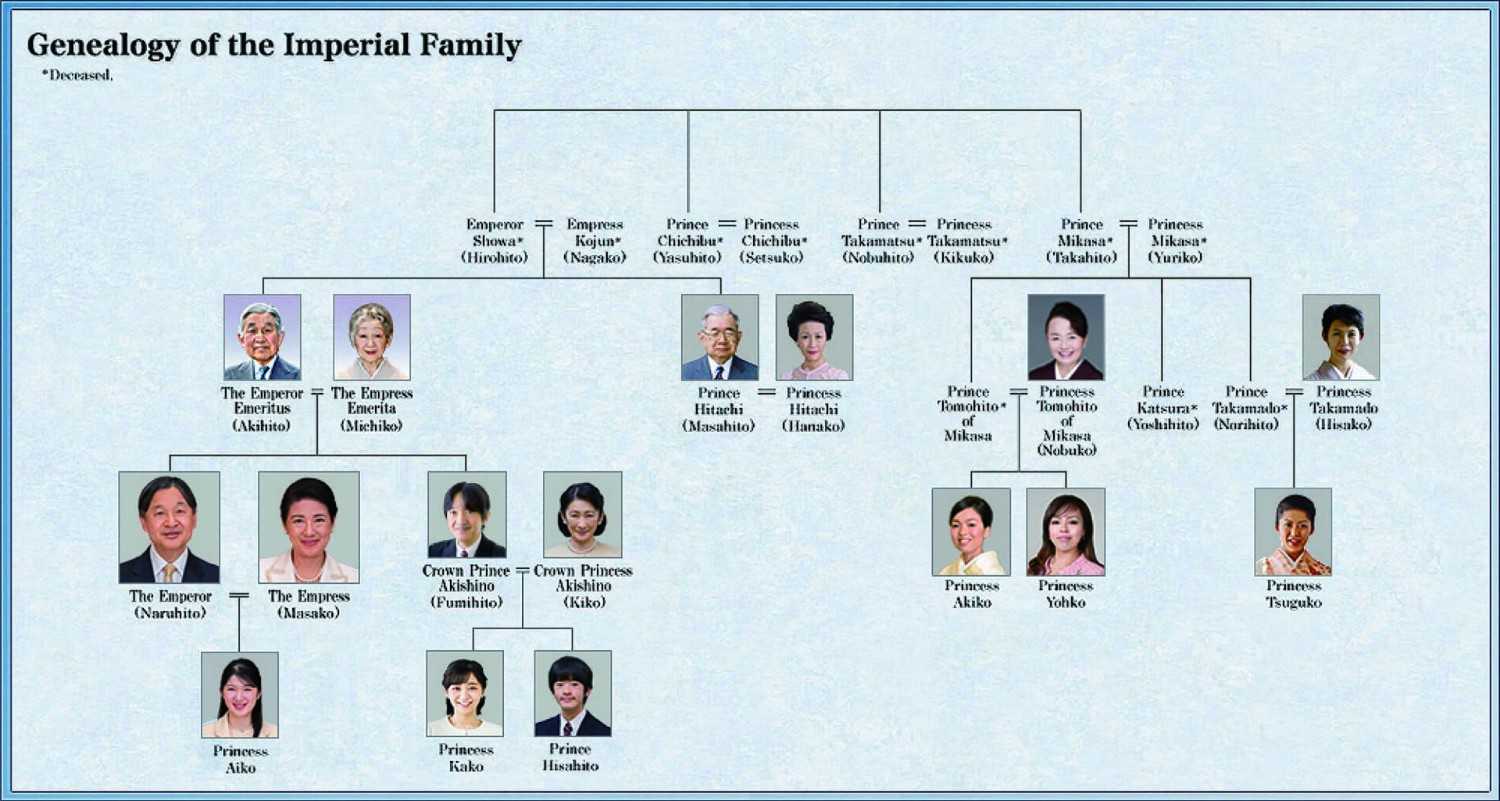 Genealogy of the Imperial Family
*Deceased.
Emperor
Showa*
(Hirohito)
Empress
Kojun*
(Nagako)
Prince
Chichibu*
(Yasuhito)
Princess
Chichibu*
(Setsuko)
Prince
Takamatsu*
(Nobuhito)
Princess
Takamatsu*
(Kikuko)
Prince
Mikasa*
(Takahito)
Princess
Mikasa*
(Yuriko)
The Emperor
Emeritus
(Akihito)
The Empress
Emerita
(Michiko)
Prince
Hitachi
(Masahito)
Princess
Hitachi
(Hanako)
Prince
Tomohito*
of
Mikasa
Princess
Tomohito
of
Mikasa
(Nobuko)
Prince
Katsura*
(Yoshihito)
Prince
Takamado*
(Norihito)
Princess
Takamado
(Hisako)
The Emperor
(Naruhito)
The Empress
(Masako)
Crown Prince
Akishino
(Fumihito)
Crown Princess
Akishino
(Kiko)
Princess
Akiko
Princess
Yohko
Princess
Tsuguko
Princess
Aiko
Princess
Kako
Prince
Hisahito